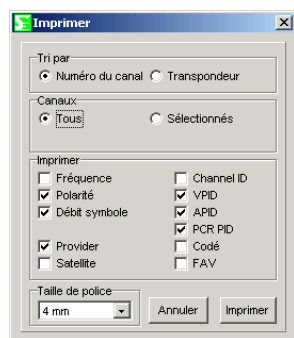 Imprimer
Tri par
Numéro du canal Transpondeur
Canaux
Tous Sélectionnés
Imprimer
Fréquence Channel ID
Polarité VPID
Débit symbole APID
PCR PID
Provider Codé
Satellite FAV
Taille de police
4 mm Annuler Imprimer